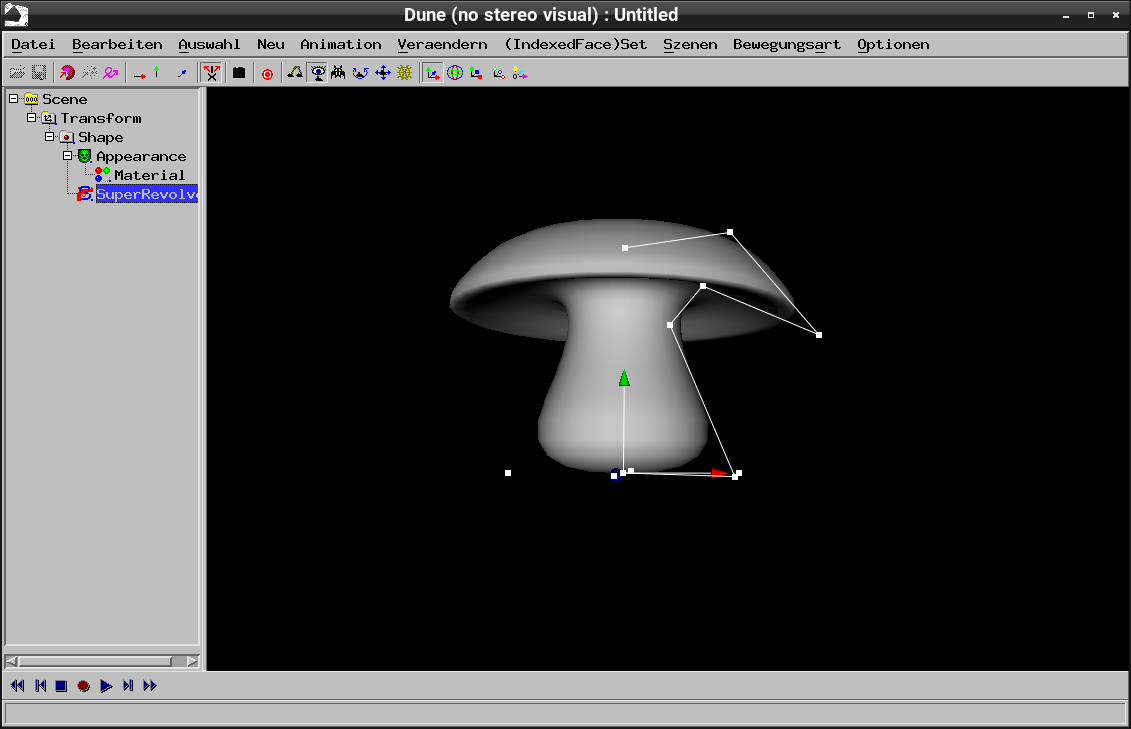 Dune (no stereo visual) : Untitled
Datei Bearbeiten Auswahl Neu Animation Veraendern (IndexedFace)Set Szenen Bewegungsart Optionen
Scene
Transform
Shape
Appearance
Material
SuperRevolve